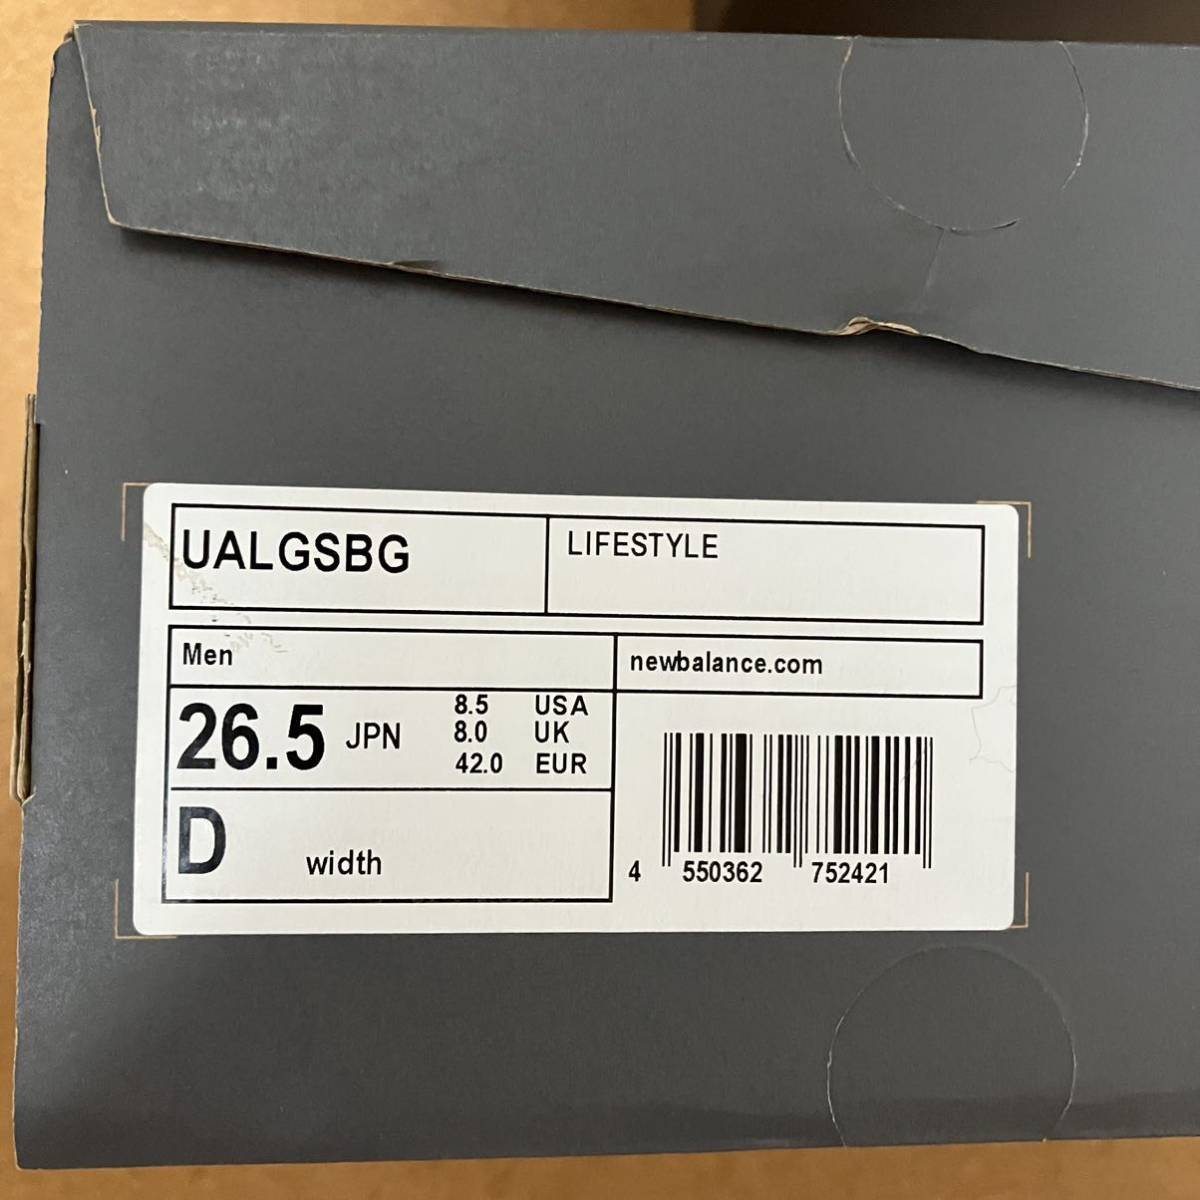 UALGSBG
LIFESTYLE
Men
newbalance.com
26.5 JPN
8.5 USA
8.0 UK
42.0 EUR
D width
4 550362 752421